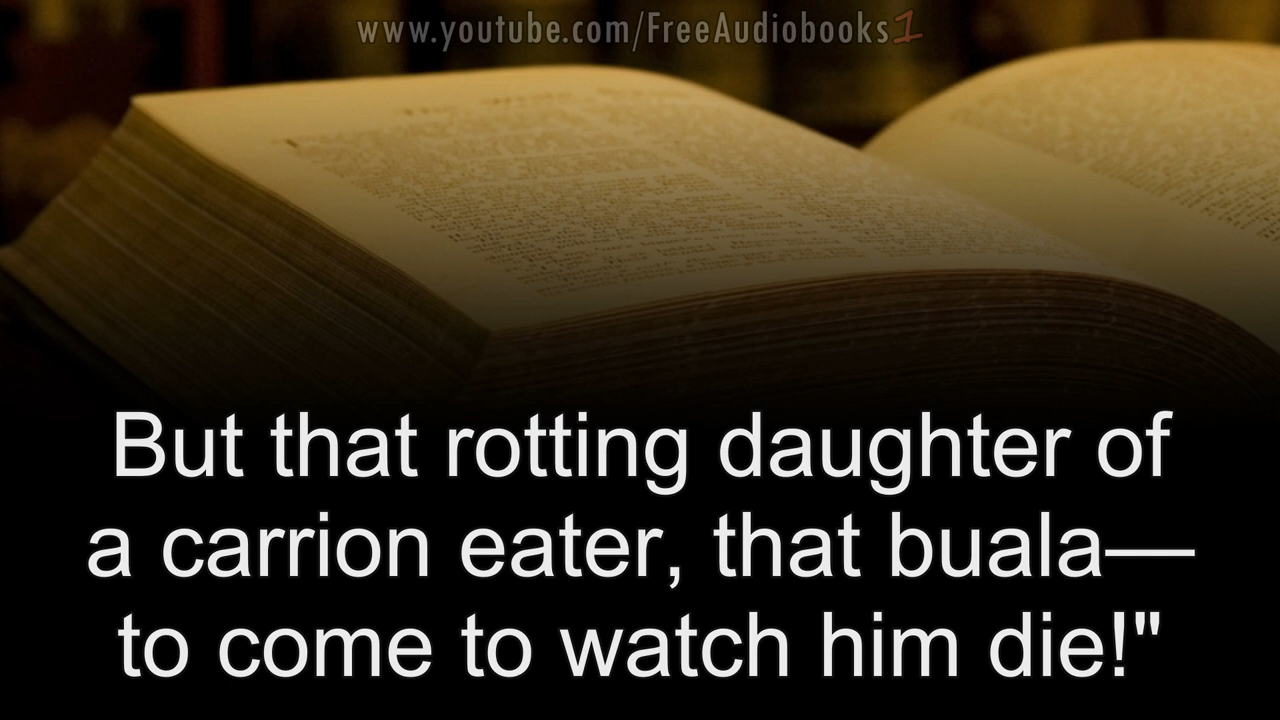 www.youtube.com/FreeAudiobooks1
But that rotting daughter of
a carrion eater, that buala—
to come to watch him die!"